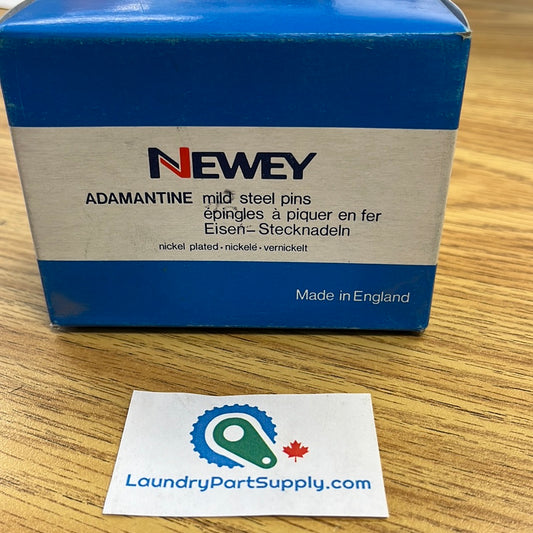 NEWEY
ADAMANTINE mild steel pins
épingles à piquer en fer
Eisen-Stecknadeln
nickel plated · nickelé · vernickelt
Made in England
LaundryPartSupply.com